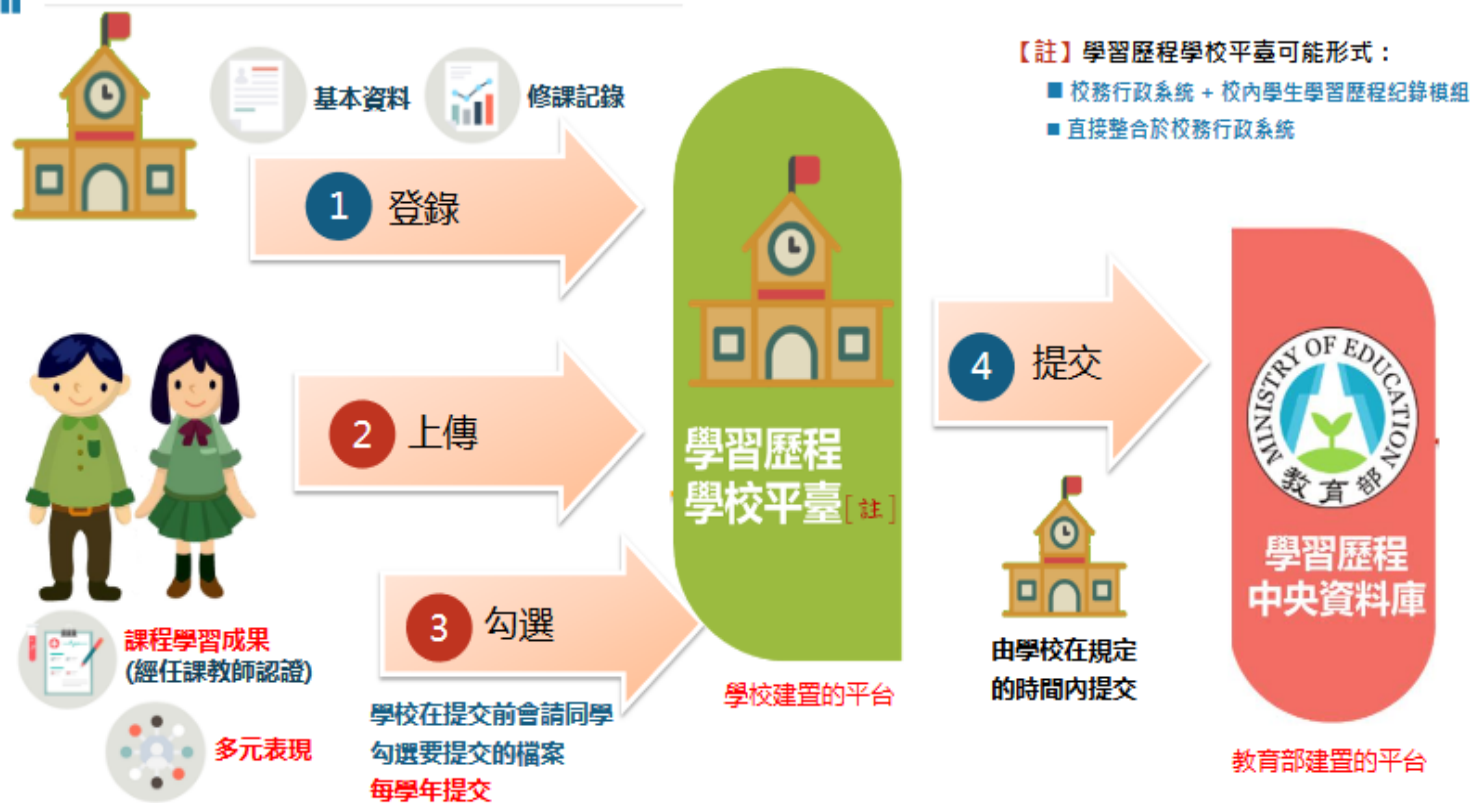 【註】學習歷程學校平臺可能形式：
■ 校務行政系統 + 校內學生學習歷程紀錄模組
■ 直接整合於校務行政系統
基本資料
修課記錄
1 登錄
2 上傳
3 勾選
課程學習成果
(經任課教師認證)
多元表現
學校在提交前會請同學
勾選要提交的檔案
每學年提交
學習歷程
學校平臺[註]
學校建置的平台
4 提交
由學校在規定
的時間內提交
MINISTRY OF EDUCATION
教育部
學習歷程
中央資料庫
教育部建置的平台